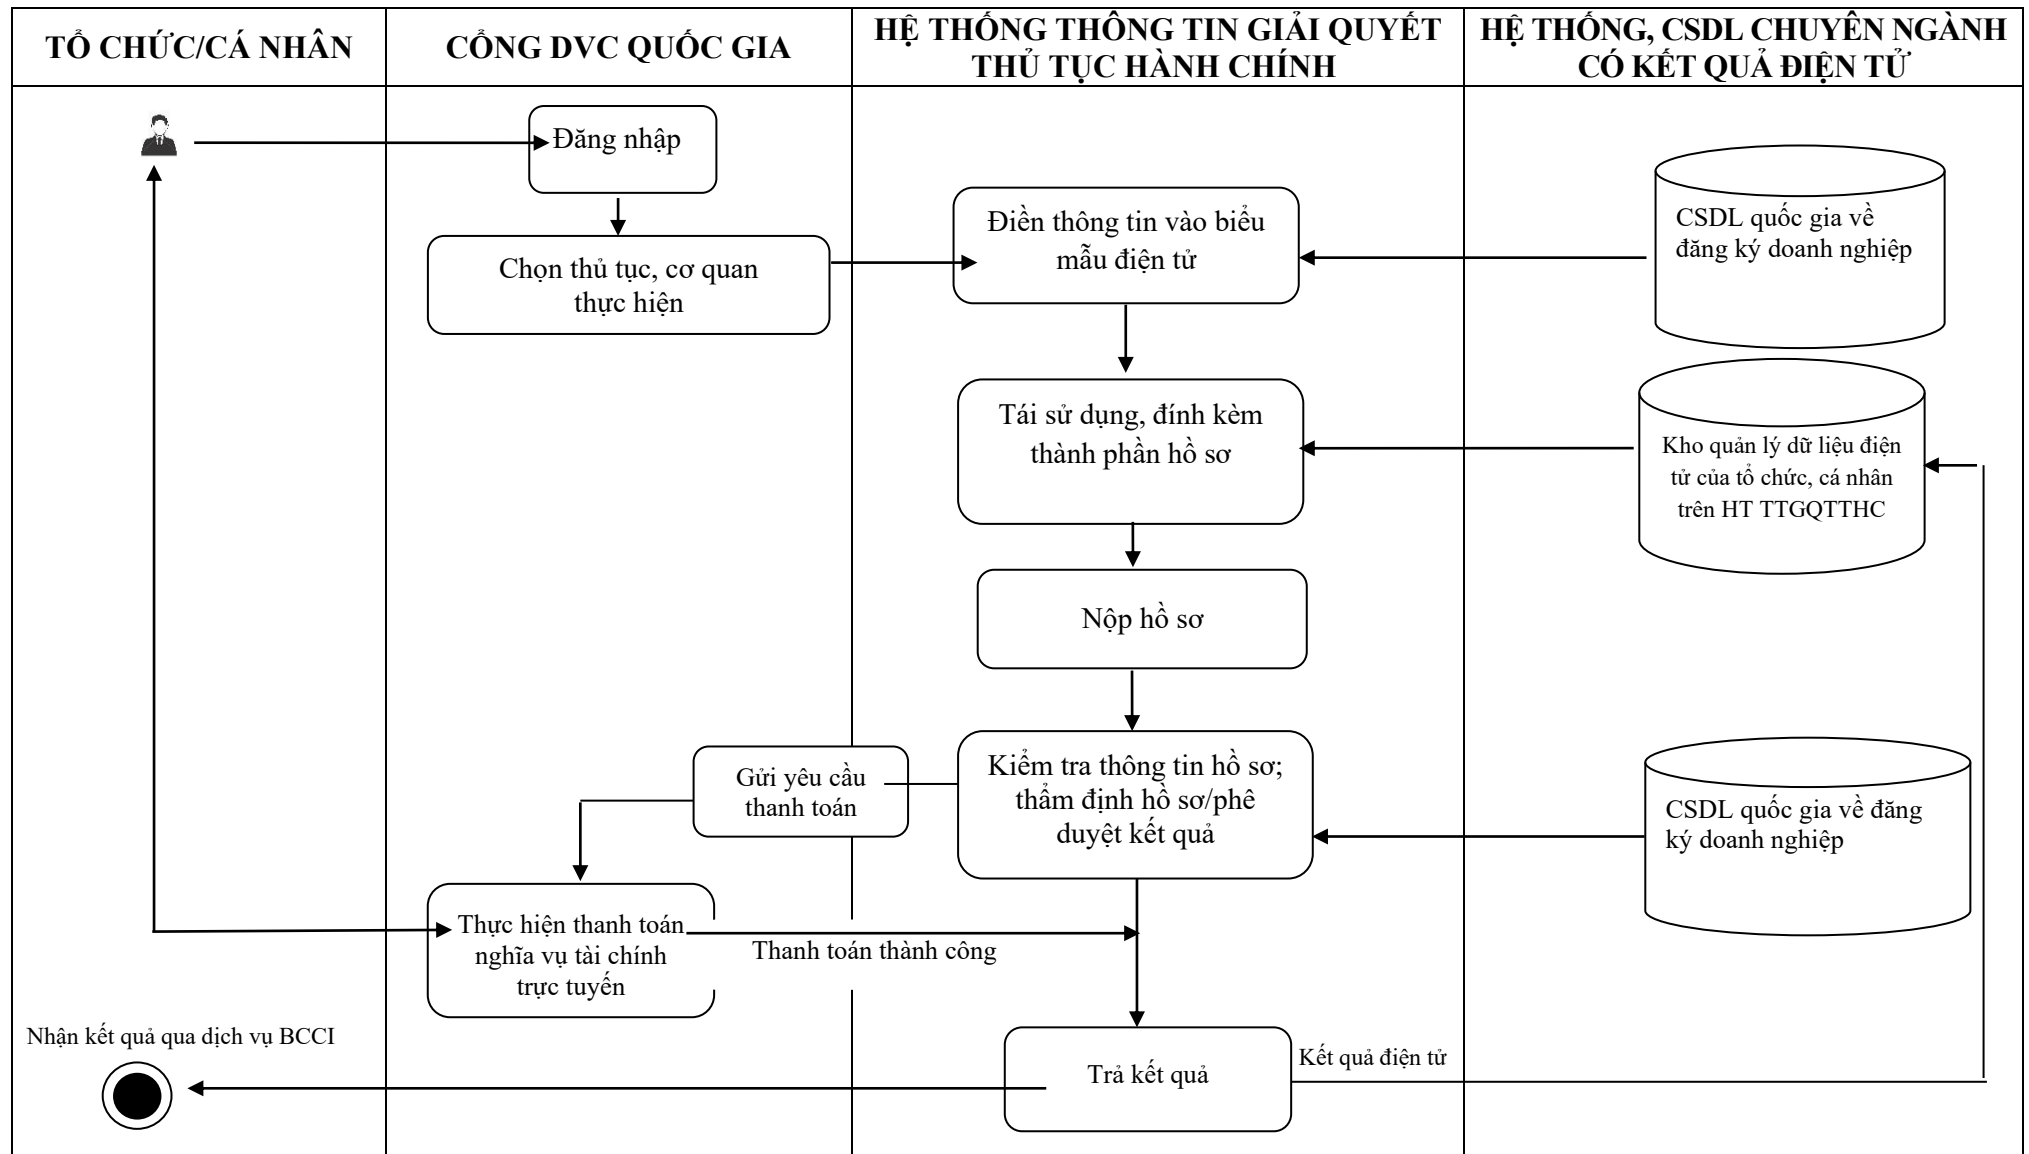 TỔ CHỨC/CÁ NHÂN
CỔNG DVC QUỐC GIA
HỆ THỐNG THÔNG TIN GIẢI QUYẾT
THỦ TỤC HÀNH CHÍNH
HỆ THỐNG, CSDL CHUYÊN NGÀNH
CÓ KẾT QUẢ ĐIỆN TỬ
Đăng nhập
Chọn thủ tục, cơ quan
thực hiện
Điền thông tin vào biểu
mẫu điện tử
CSDL quốc gia về
đăng ký doanh nghiệp
Tái sử dụng, đính kèm
thành phần hồ sơ
Kho quản lý dữ liệu điện
tử của tổ chức, cá nhân
trên HT TTGQTTHC
Nộp hồ sơ
Kiểm tra thông tin hồ sơ;
thẩm định hồ sơ/phê
duyệt kết quả
Gửi yêu cầu
thanh toán
CSDL quốc gia về đăng
ký doanh nghiệp
Thực hiện thanh toán
nghĩa vụ tài chính
trực tuyến
Thanh toán thành công
Nhận kết quả qua dịch vụ BCCI
Trả kết quả
Kết quả điện tử